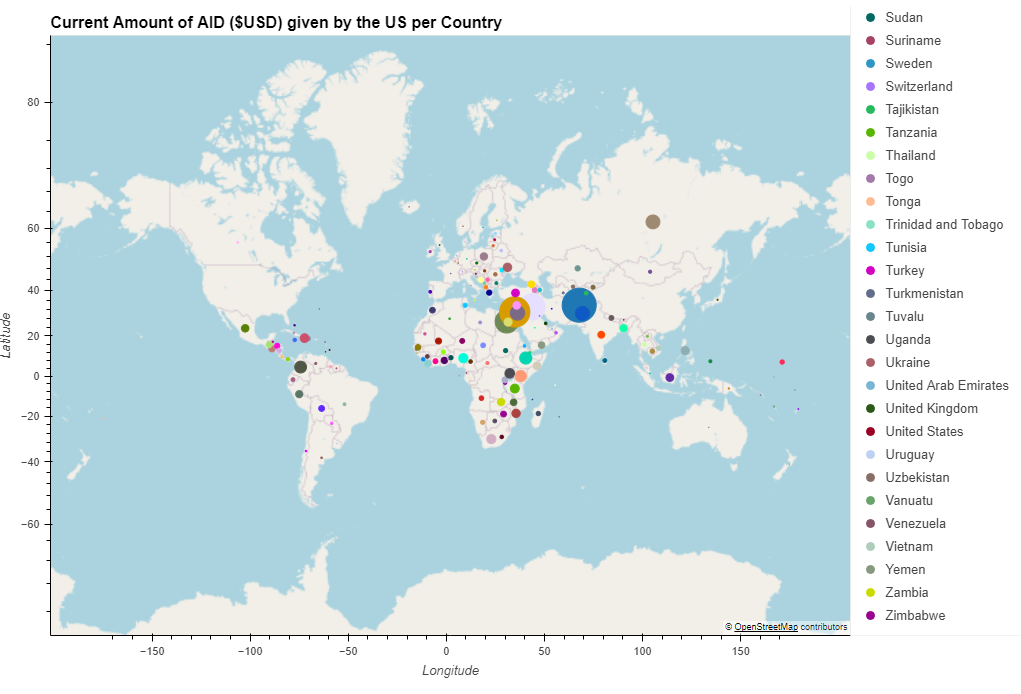 Current Amount of AID ($USD) given by the US per Country
Sudan
Suriname
Sweden
Switzerland
Tajikistan
Tanzania
Thailand
Togo
Tonga
Trinidad and Tobago
Tunisia
Turkey
Turkmenistan
Tuvalu
Uganda
Ukraine
United Arab Emirates
United Kingdom
United States
Uruguay
Uzbekistan
Vanuatu
Venezuela
Vietnam
Yemen
Zambia
Zimbabwe
80
60
40
20
0
−20
−40
−60
Latitude
© OpenStreetMap contributors
−150
−100
−50
0
50
100
150
Longitude